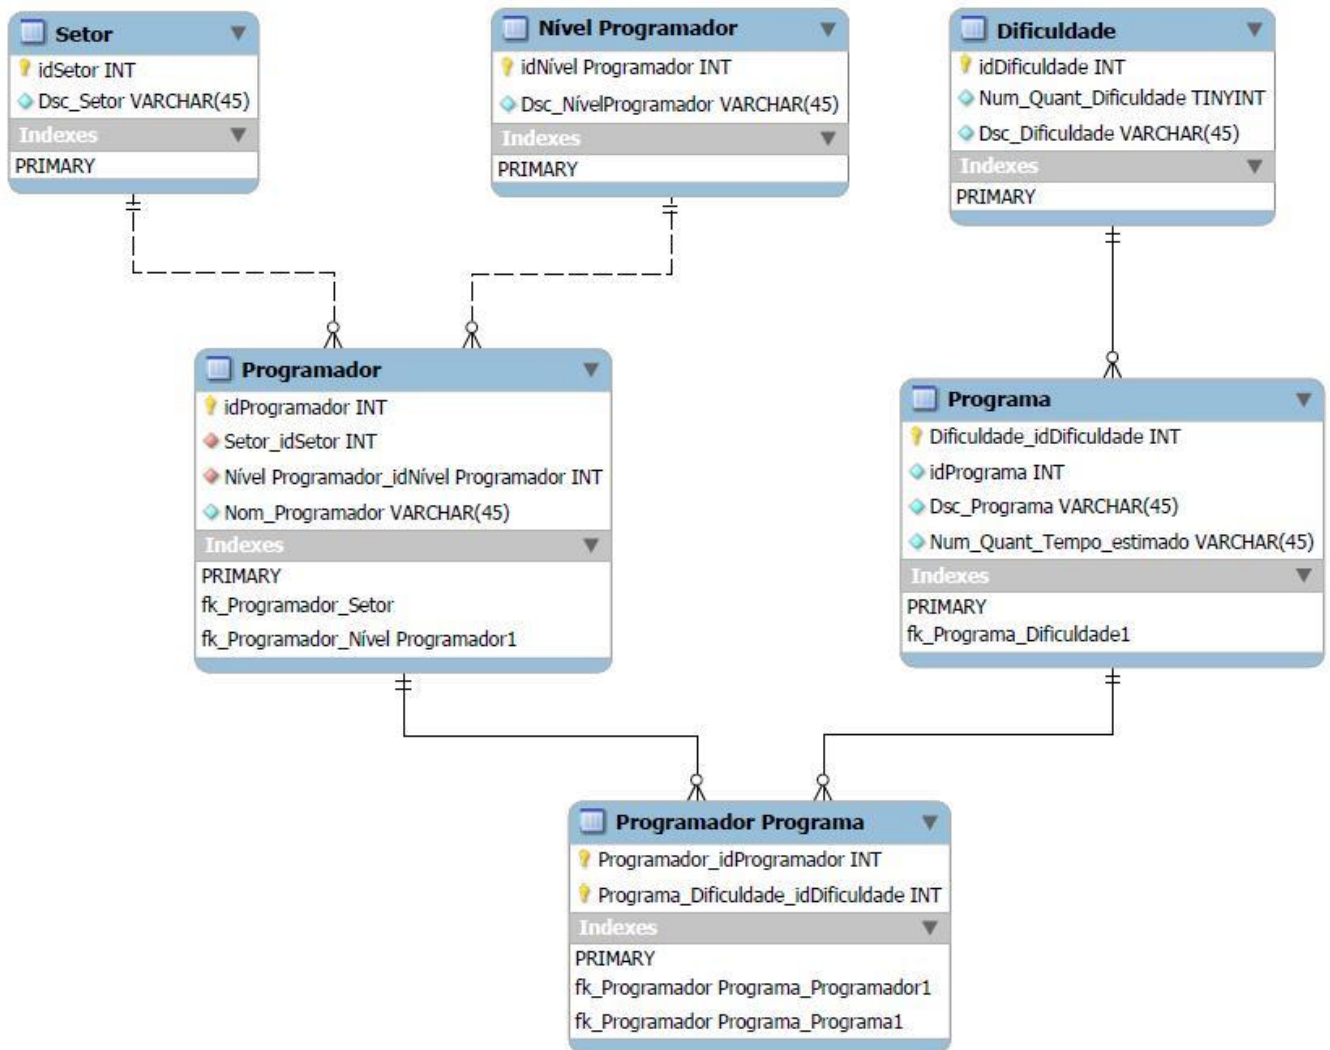 Setor
idSetor INT
Dsc_Setor VARCHAR(45)
Indexes
PRIMARY
Nível Programador
idNível Programador INT
Dsc_NívelProgramador VARCHAR(45)
Indexes
PRIMARY
Dificuldade
idDificuldade INT
Num_Quant_Dificuldade TINYINT
Dsc_Dificuldade VARCHAR(45)
Indexes
PRIMARY
Programador
idProgramador INT
Setor_idSetor INT
Nível Programador_idNível Programador INT
Nom_Programador VARCHAR(45)
Indexes
PRIMARY
fk_Programador_Setor
fk_Programador_Nível Programador1
Programa
Dificuldade_idDificuldade INT
idPrograma INT
Dsc_Programa VARCHAR(45)
Num_Quant_Tempo_estimado VARCHAR(45)
Indexes
PRIMARY
fk_Programa_Dificuldade1
Programador Programa
Programador_idProgramador INT
Programa_Dificuldade_idDificuldade INT
Indexes
PRIMARY
fk_Programador Programa_Programador1
fk_Programador Programa_Programa1